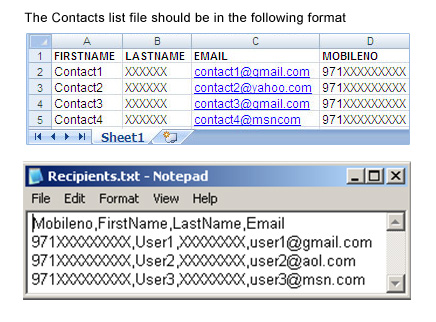 The Contacts list file should be in the following format
A B C D
1 FIRSTNAME LASTNAME EMAIL MOBILENO
2 Contact1 XXXXXX contact1@gmail.com 971XXXXXXXXX
3 Contact2 XXXXXX contact2@yahoo.com 971XXXXXXXXX
4 Contact3 XXXXXX contact3@gmail.com 971XXXXXXXXX
5 Contact4 XXXXXX contact4@msncom 971XXXXXXXXX
Sheet1
Recipients.txt - Notepad
File Edit Format View Help
Mobileno,FirstName,LastName,Email
971XXXXXXXXX,User1,XXXXXXXX,user1@gmail.com
971XXXXXXXXX,User2,XXXXXXXX,user2@aol.com
971XXXXXXXXX,User3,XXXXXXXX,user3@msn.com